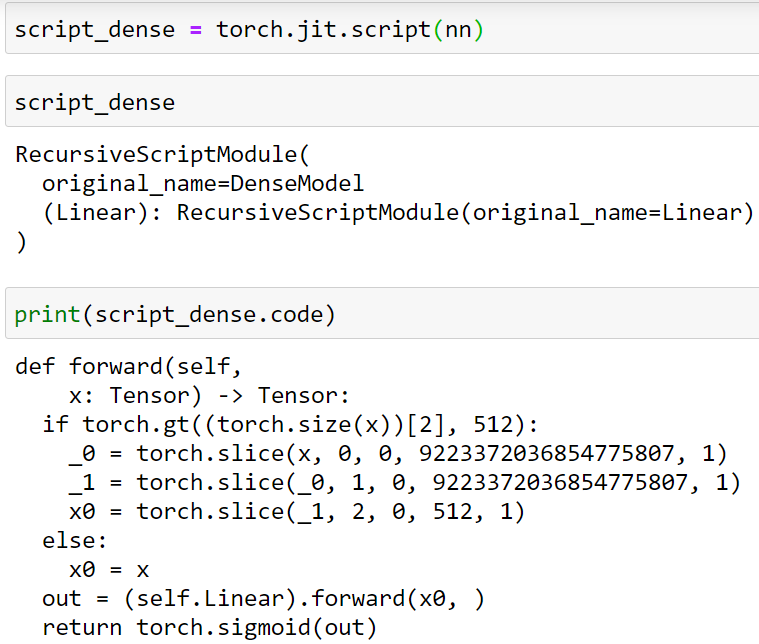 script_dense = torch.jit.script(nn)
script_dense
RecursiveScriptModule(
  original_name=DenseModel
  (Linear): RecursiveScriptModule(original_name=Linear)
)
print(script_dense.code)
def forward(self,
    x: Tensor) -> Tensor:
  if torch.gt((torch.size(x))[2], 512):
    _0 = torch.slice(x, 0, 0, 9223372036854775807, 1)
    _1 = torch.slice(_0, 1, 0, 9223372036854775807, 1)
    x0 = torch.slice(_1, 2, 0, 512, 1)
  else:
    x0 = x
  out = (self.Linear).forward(x0, )
  return torch.sigmoid(out)